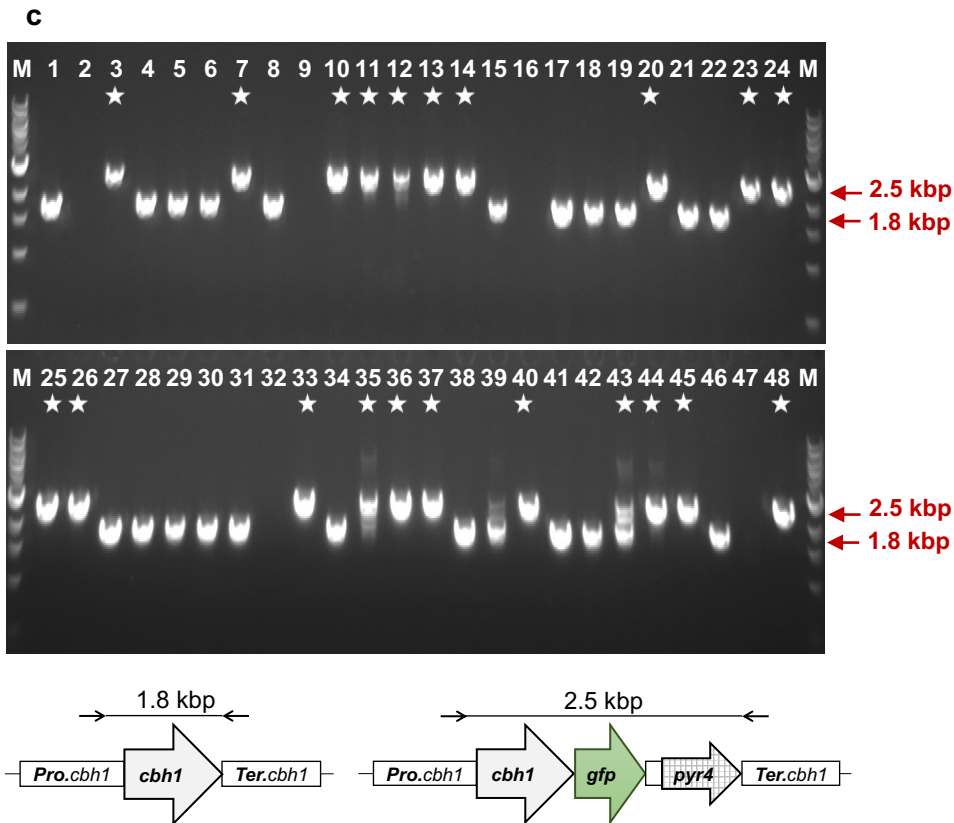 c
M 1 2 3 4 5 6 7 8 9 10 11 12 13 14 15 16 17 18 19 20 21 22 23 24 M
2.5 kbp
1.8 kbp
M 25 26 27 28 29 30 31 32 33 34 35 36 37 38 39 40 41 42 43 44 45 46 47 48 M
2.5 kbp
1.8 kbp
1.8 kbp
2.5 kbp
Pro.cbh1 cbh1 Ter.cbh1
Pro.cbh1 cbh1 gfp pyr4 Ter.cbh1